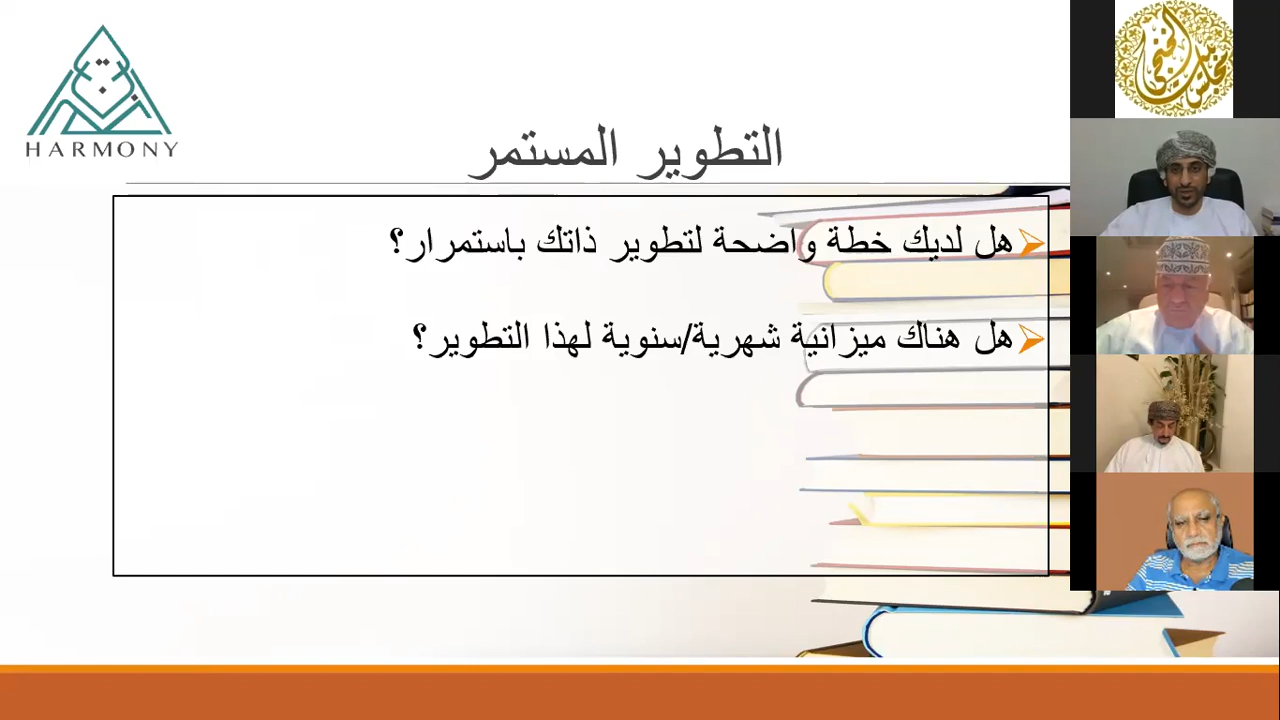 HARMONY
التطوير المستمر
هل لديك خطة واضحة لتطوير ذاتك باستمرار؟
هل هناك ميزانية شهرية/سنوية لهذا التطوير؟